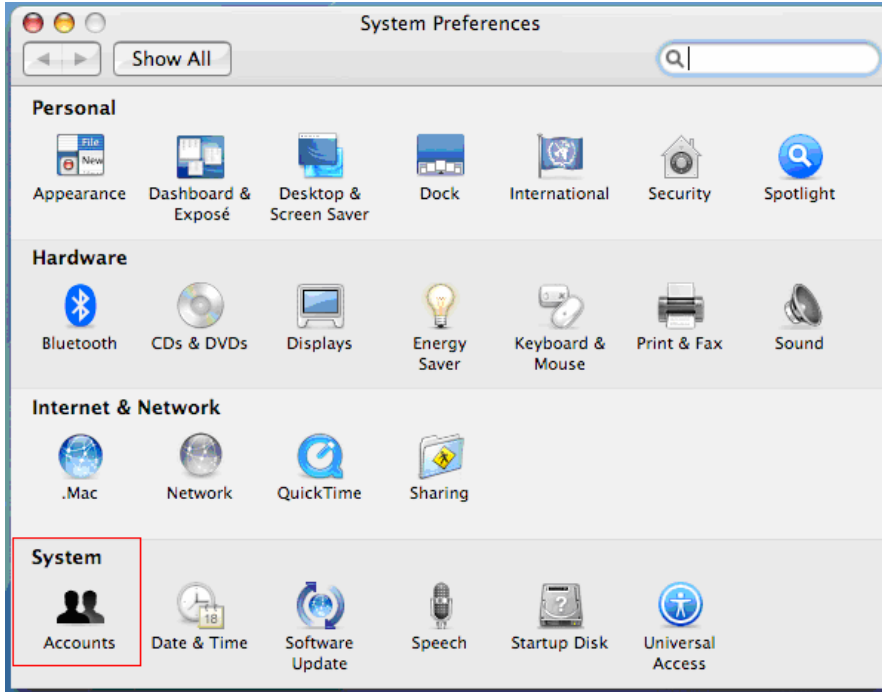 System Preferences
Show All
Personal
File
New
Appearance
Dashboard &
Exposé
Desktop &
Screen Saver
Dock
International
Security
Spotlight
Hardware
Bluetooth
CDs & DVDs
Displays
Energy
Saver
Keyboard &
Mouse
Print & Fax
Sound
Internet & Network
.Mac
Network
QuickTime
Sharing
System
18
?
Accounts
Date & Time
Software
Update
Speech
Startup Disk
Universal
Access